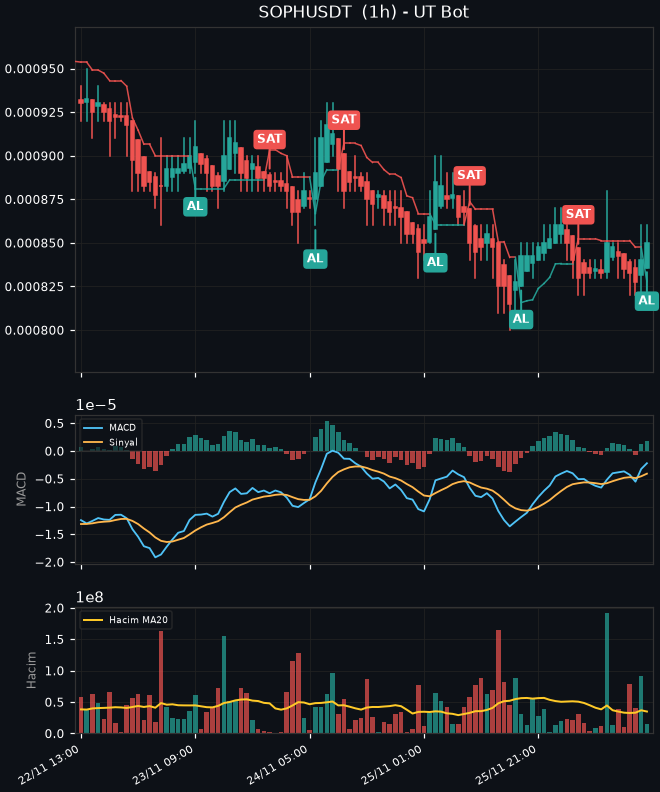 SOPHUSDT  (1h) - UT Bot
0.000950
0.000925
0.000900
0.000875
0.000850
0.000825
0.000800
SAT
SAT
SAT
SAT
AL
AL
AL
AL
AL
1e−5
MACD
Sinyal
0.5
0.0
−0.5
−1.0
−1.5
−2.0
MACD
1e8
Hacim MA20
2.0
1.5
1.0
0.5
0.0
Hacim
22/11 13:00
23/11 09:00
24/11 05:00
25/11 01:00
25/11 21:00